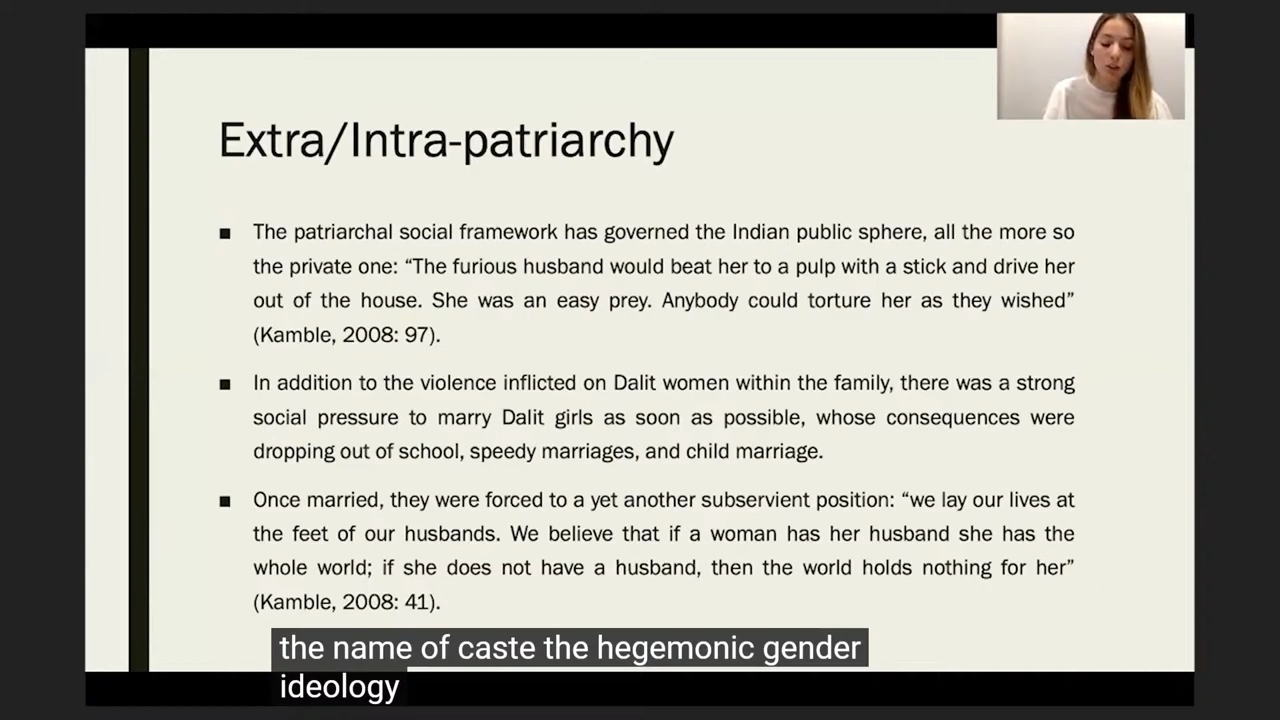 Extra/Intra-patriarchy
■ The patriarchal social framework has governed the Indian public sphere, all the more so
the private one: “The furious husband would beat her to a pulp with a stick and drive her
out of the house. She was an easy prey. Anybody could torture her as they wished”
(Kamble, 2008: 97).
■ In addition to the violence inflicted on Dalit women within the family, there was a strong
social pressure to marry Dalit girls as soon as possible, whose consequences were
dropping out of school, speedy marriages, and child marriage.
■ Once married, they were forced to a yet another subservient position: “we lay our lives at
the feet of our husbands. We believe that if a woman has her husband she has the
whole world; if she does not have a husband, then the world holds nothing for her”
(Kamble, 2008: 41).
the name of caste the hegemonic gender
ideology